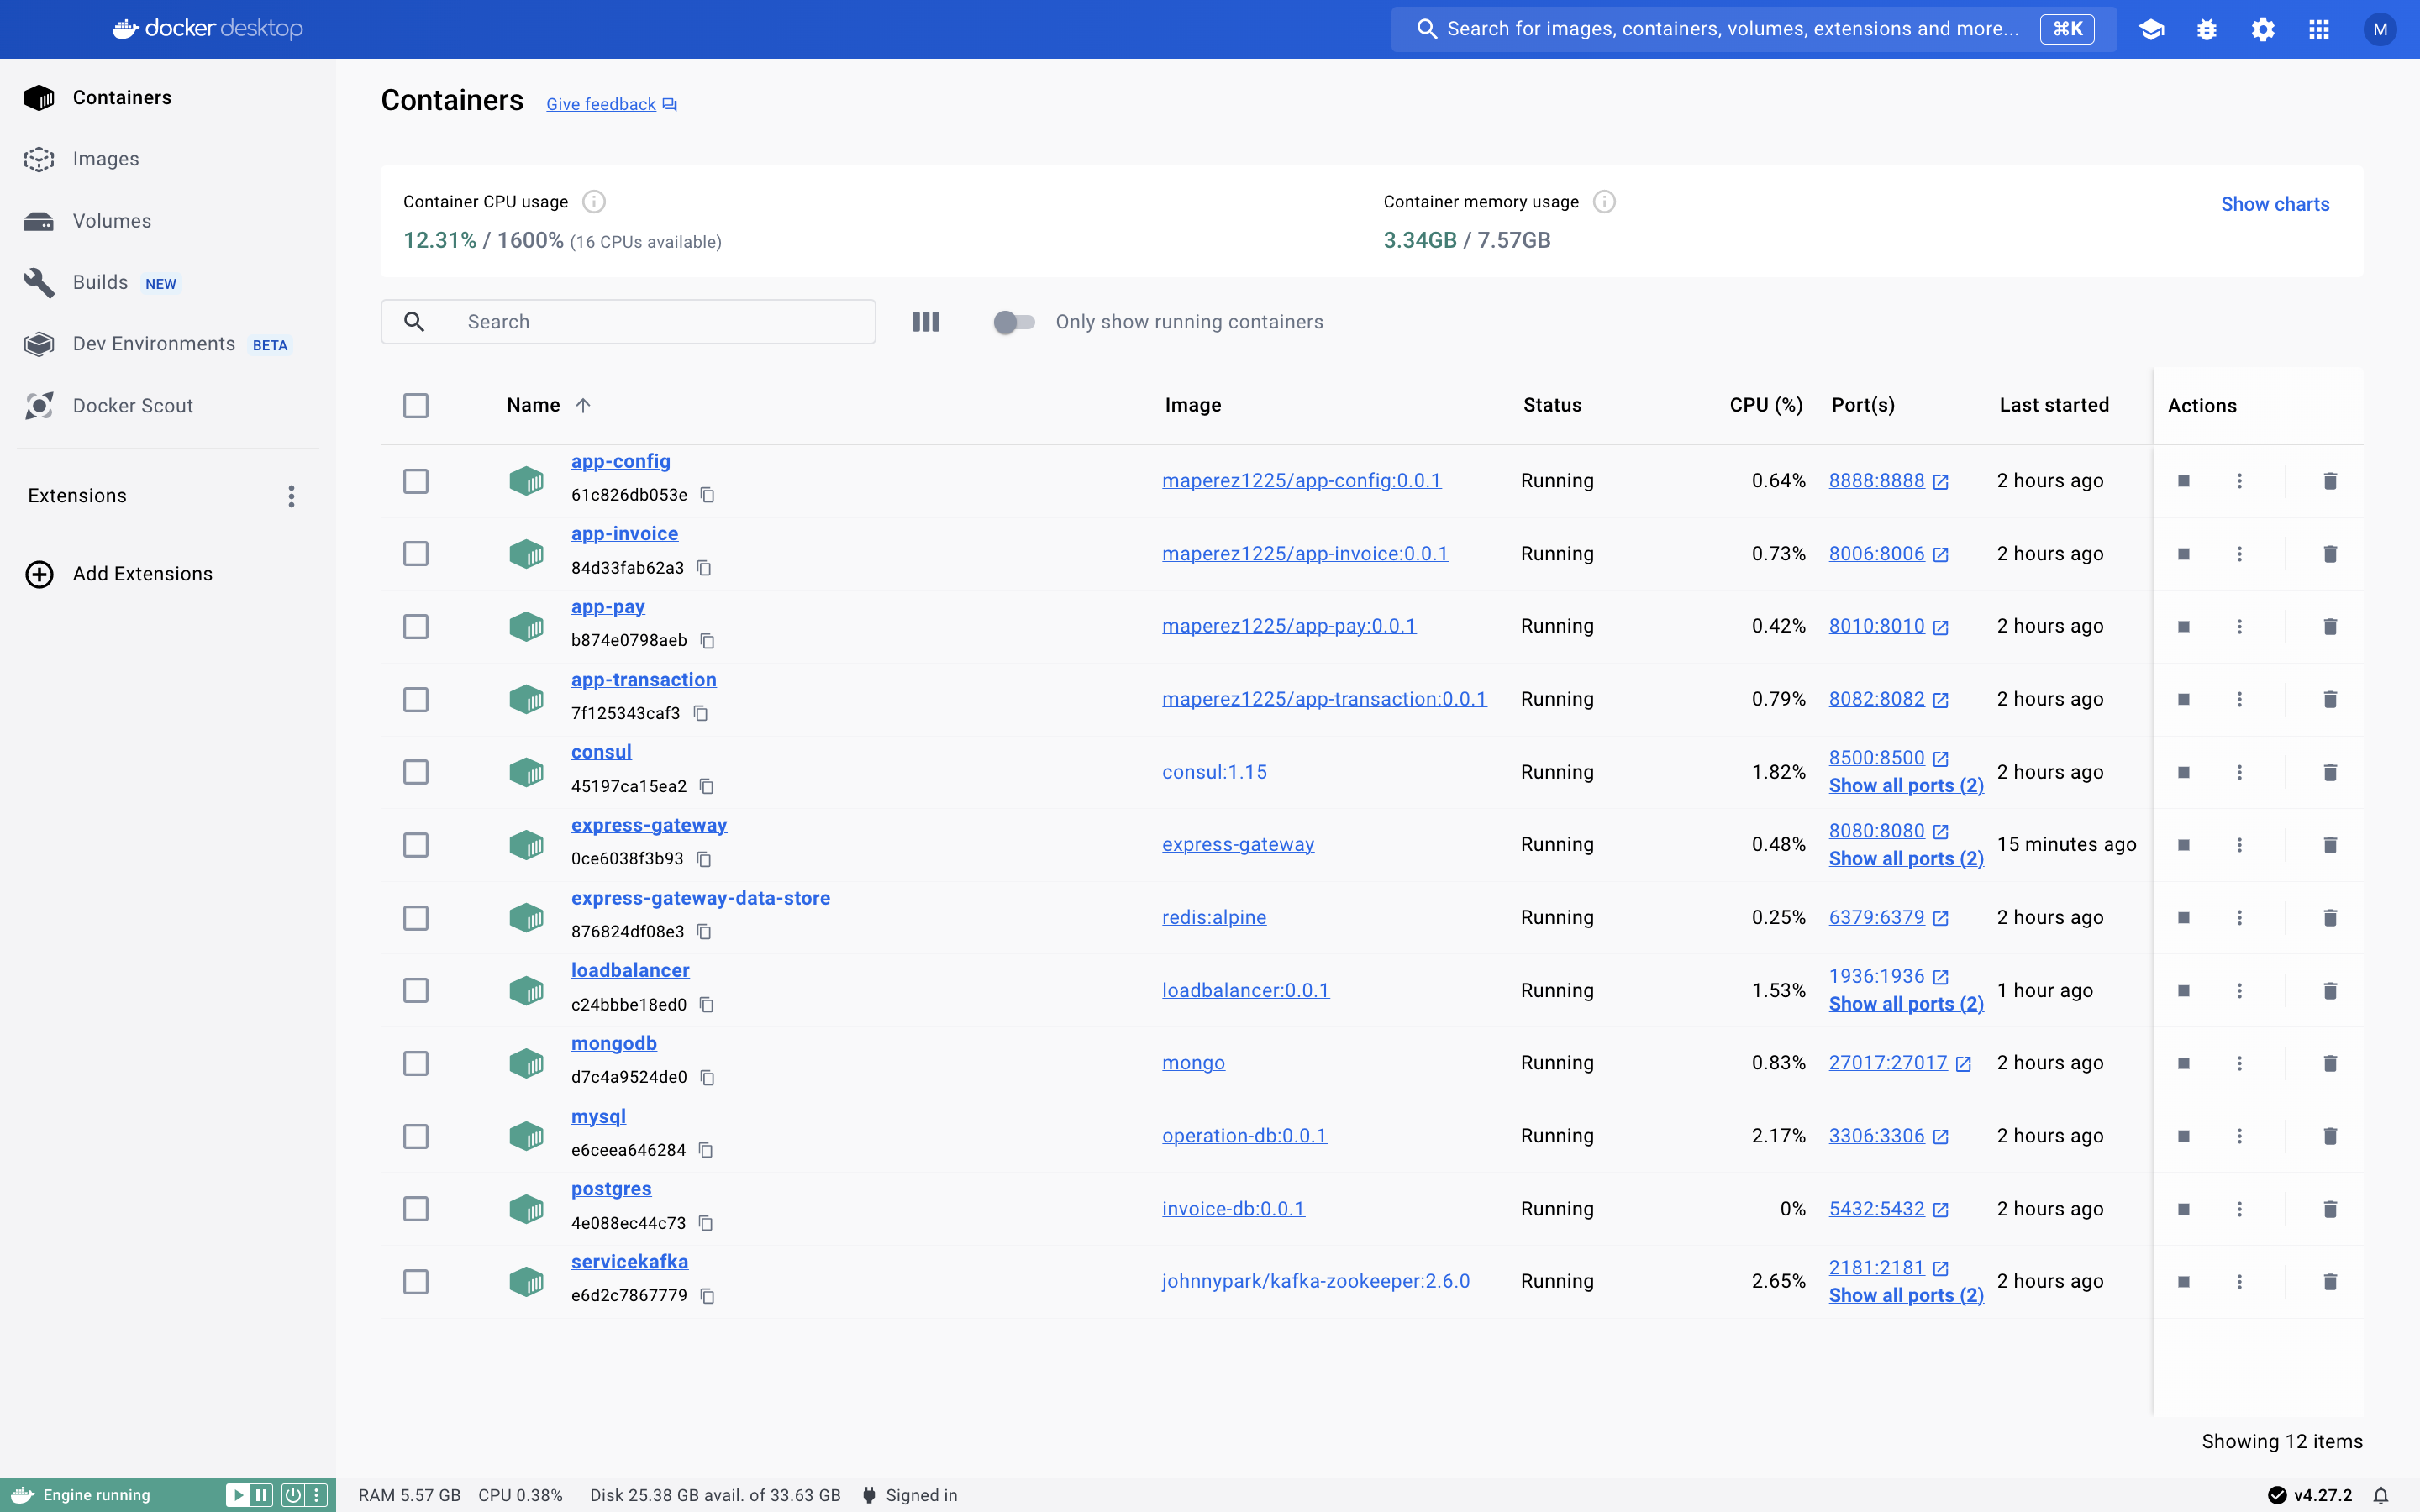 docker desktop
Search for images, containers, volumes, extensions and more... ⌘K
M
Containers
Images
Volumes
Builds NEW
Dev Environments BETA
Docker Scout
Extensions
Add Extensions
Containers Give feedback
Container CPU usage
12.31% / 1600% (16 CPUs available)
Container memory usage
3.34GB / 7.57GB
Show charts
Search
Only show running containers
Name Image Status CPU (%) Port(s) Last started Actions
app-config
61c826db053e
maperez1225/app-config:0.0.1 Running 0.64% 8888:8888 2 hours ago
app-invoice
84d33fab62a3
maperez1225/app-invoice:0.0.1 Running 0.73% 8006:8006 2 hours ago
app-pay
b874e0798aeb
maperez1225/app-pay:0.0.1 Running 0.42% 8010:8010 2 hours ago
app-transaction
7f125343caf3
maperez1225/app-transaction:0.0.1 Running 0.79% 8082:8082 2 hours ago
consul
45197ca15ea2
consul:1.15 Running 1.82% 8500:8500 2 hours ago
Show all ports (2)
express-gateway
0ce6038f3b93
express-gateway Running 0.48% 8080:8080 15 minutes ago
Show all ports (2)
express-gateway-data-store
876824df08e3
redis:alpine Running 0.25% 6379:6379 2 hours ago
loadbalancer
c24bbbe18ed0
loadbalancer:0.0.1 Running 1.53% 1936:1936 1 hour ago
Show all ports (2)
mongodb
d7c4a9524de0
mongo Running 0.83% 27017:27017 2 hours ago
mysql
e6ceea646284
operation-db:0.0.1 Running 2.17% 3306:3306 2 hours ago
postgres
4e088ec44c73
invoice-db:0.0.1 Running 0% 5432:5432 2 hours ago
servicekafka
e6d2c7867779
johnnypark/kafka-zookeeper:2.6.0 Running 2.65% 2181:2181 2 hours ago
Show all ports (2)
Showing 12 items
Engine running
RAM 5.57 GB CPU 0.38% Disk 25.38 GB avail. of 33.63 GB Signed in
v4.27.2